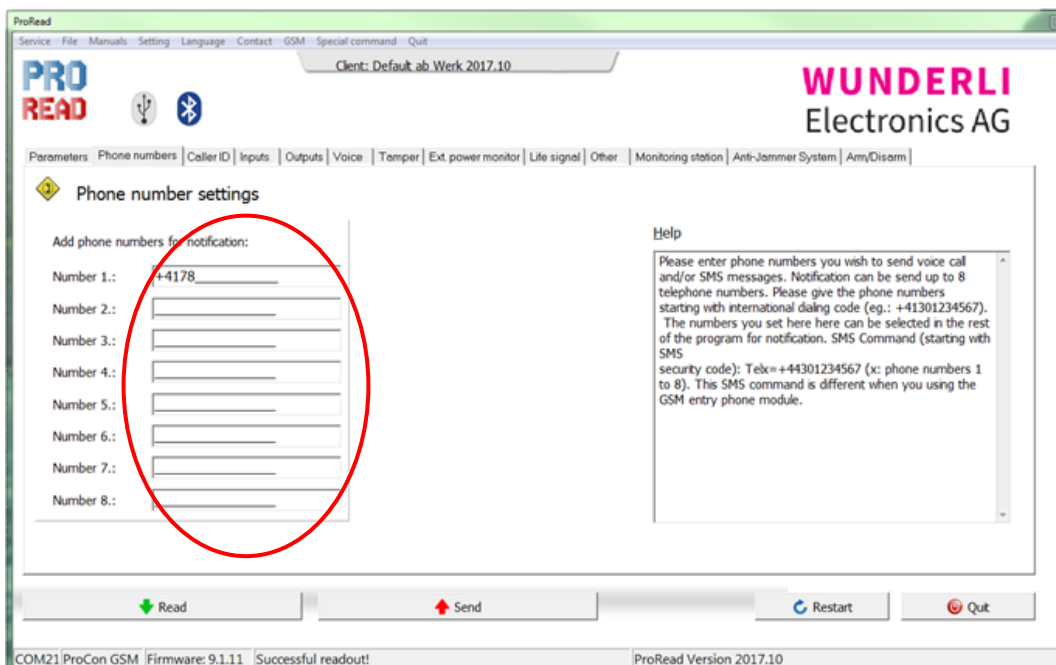 ProRead
Service File Manuals Setting Language Contact GSM Special command Quit
Client: Default ab Werk 2017.10
PRO
READ
WUNDERLI
Electronics AG
Parameters Phone numbers Caller ID Inputs Outputs Voice Tamper Ext. power monitor Life signal Other Monitoring station Anti-Jammer System Arm/Disarm
Phone number settings
Add phone numbers for notification:
Number 1.: +4178__________
Number 2.: _______________
Number 3.: _______________
Number 4.: _______________
Number 5.: _______________
Number 6.: _______________
Number 7.: _______________
Number 8.: _______________
Help
Please enter phone numbers you wish to send voice call
and/or SMS messages. Notification can be send up to 8
telephone numbers. Please give the phone numbers
starting with international dialing code (eg.: +41301234567).
The numbers you set here here can be selected in the rest
of the program for notification. SMS Command (starting with
SMS
security code): Telx=+44301234567 (x: phone numbers 1
to 8). This SMS command is different when you using the
GSM entry phone module.
Read Send Restart Quit
COM21 ProCon GSM Firmware: 9.1.11 Successful readout! ProRead Version 2017.10